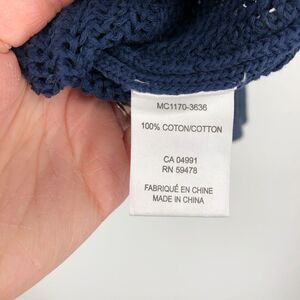 MC1170-3636
100% COTON/COTTON
CA 04991
RN 59478
FABRIQUÉ EN CHINE
MADE IN CHINA